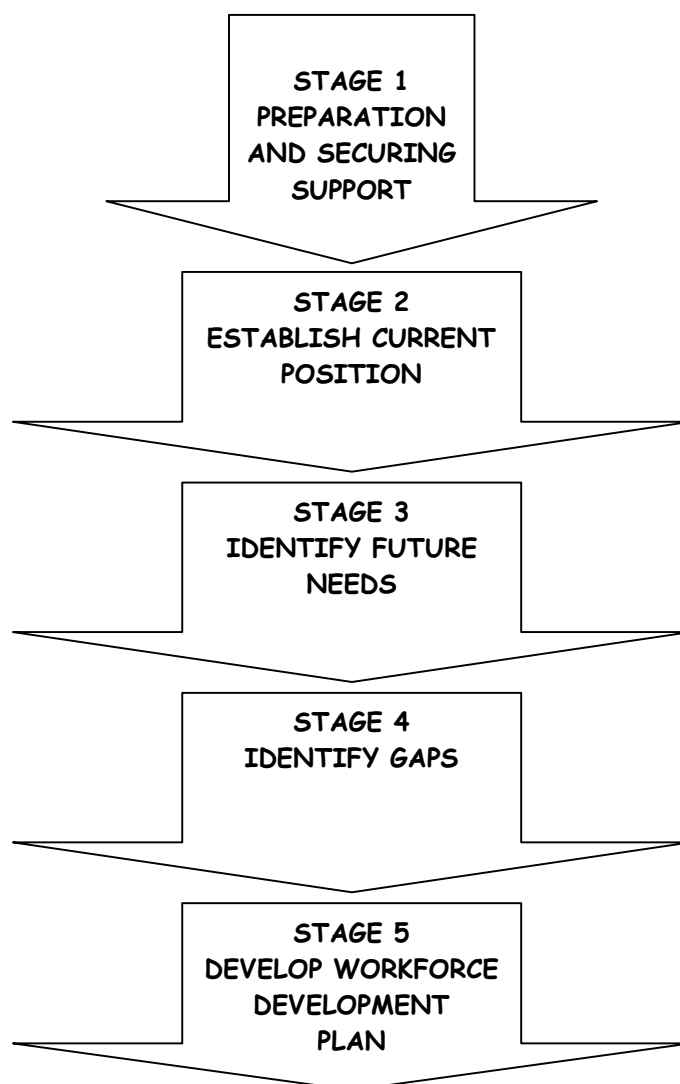 STAGE 1
PREPARATION
AND SECURING
SUPPORT
STAGE 2
ESTABLISH CURRENT
POSITION
STAGE 3
IDENTIFY FUTURE
NEEDS
STAGE 4
IDENTIFY GAPS
STAGE 5
DEVELOP WORKFORCE
DEVELOPMENT
PLAN